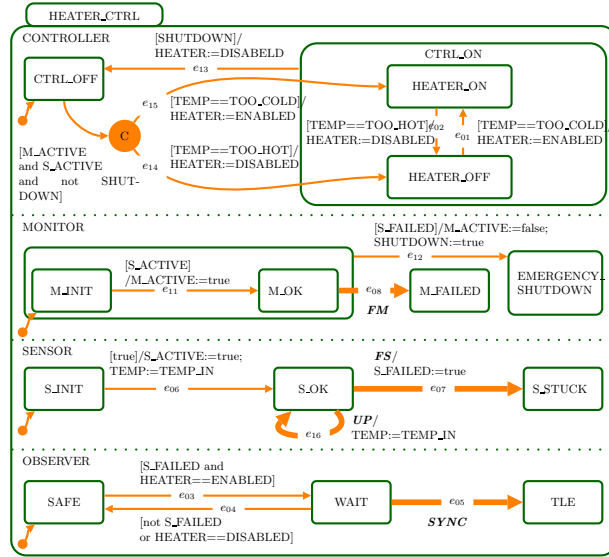 HEATER_CTRL
CONTROLLER
CTRL_OFF
[SHUTDOWN]/
HEATER:=DISABELD
e13
CTRL_ON
HEATER_ON
e15
[TEMP==TOO_COLD]/
HEATER:=ENABLED
C
[TEMP==TOO_HOT]/
HEATER:=DISABLED
e02
e01
[TEMP==TOO_COLD]/
HEATER:=ENABLED
[M_ACTIVE
and S_ACTIVE
and not SHUT-
DOWN]
e14
[TEMP==TOO_HOT]/
HEATER:=DISABLED
HEATER_OFF
MONITOR
[S_FAILED]/M_ACTIVE:=false;
SHUTDOWN:=true
e12
M_INIT
[S_ACTIVE]
/M_ACTIVE:=true
e11
M_OK
e08
FM
M_FAILED
EMERGENCY_
SHUTDOWN
SENSOR
S_INIT
[true]/S_ACTIVE:=true;
TEMP:=TEMP_IN
e06
S_OK
FS/
S_FAILED:=true
e07
S_STUCK
e16
UP/
TEMP:=TEMP_IN
OBSERVER
SAFE
[S_FAILED and
HEATER==ENABLED]
e03
e04
[not S_FAILED
or HEATER==DISABLED]
WAIT
e05
SYNC
TLE